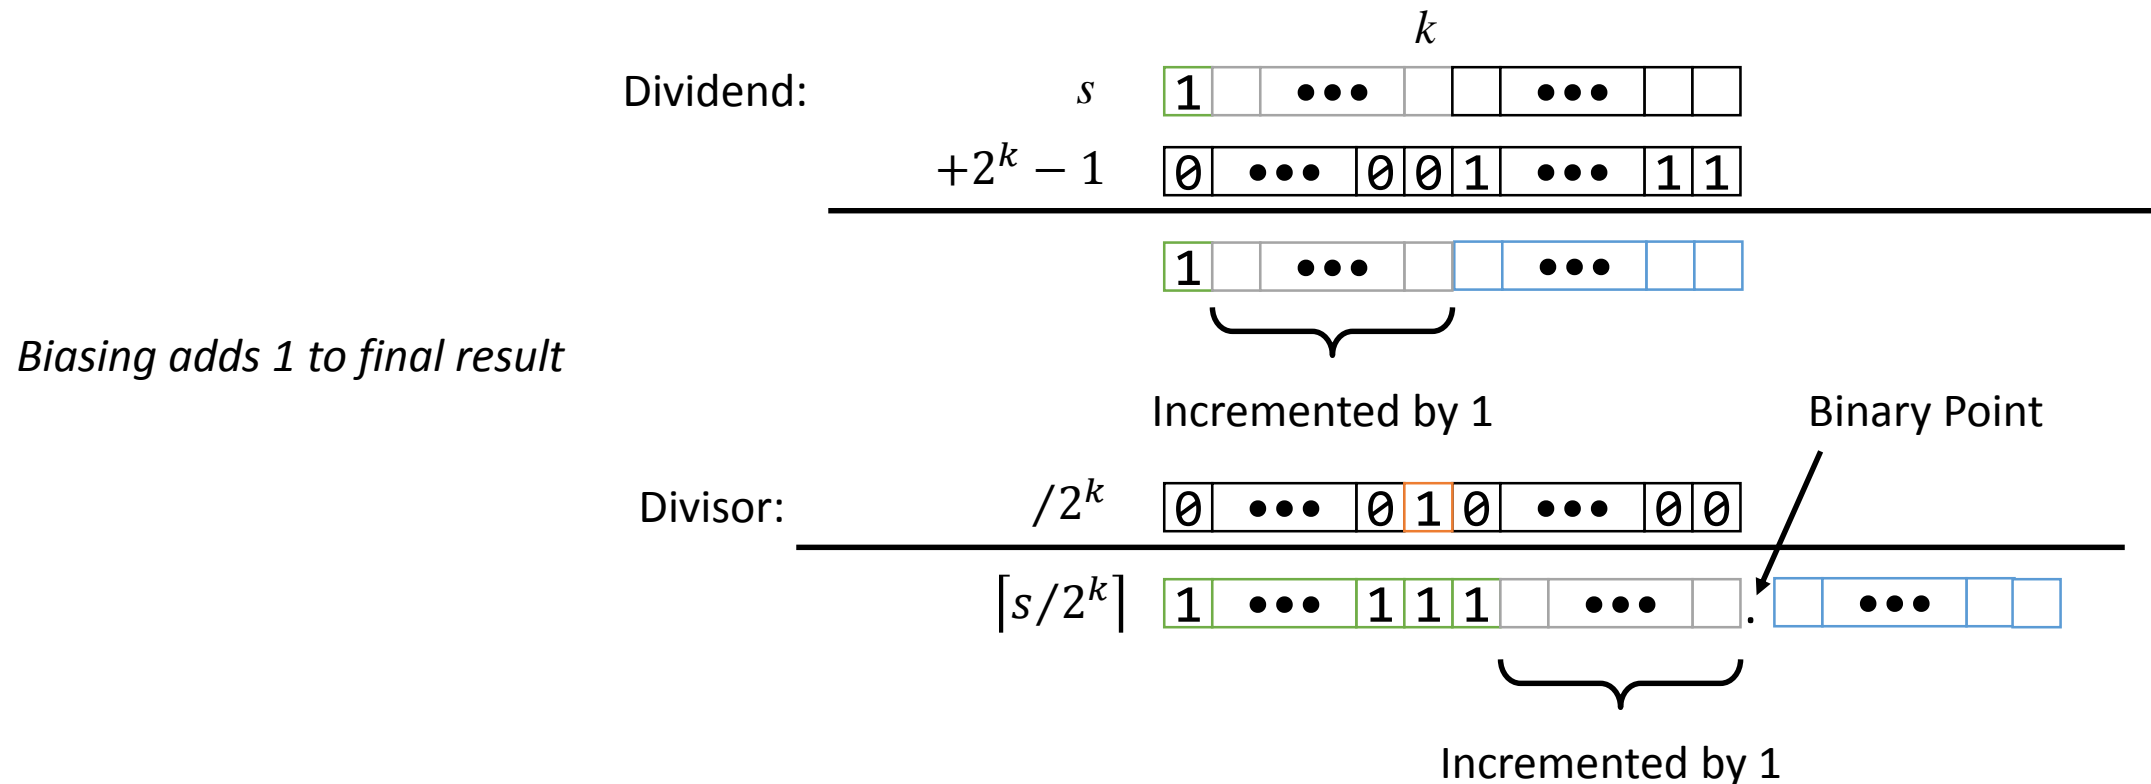 k
Dividend: s 1 ••• •••
+2^k − 1 0 ••• 0 0 1 ••• 1 1
1 ••• •••
Biasing adds 1 to final result
Incremented by 1 Binary Point
Divisor: /2^k 0 ••• 0 1 0 ••• 0 0
⌈s/2^k⌉ 1 ••• 1 1 1 ••• . •••
Incremented by 1